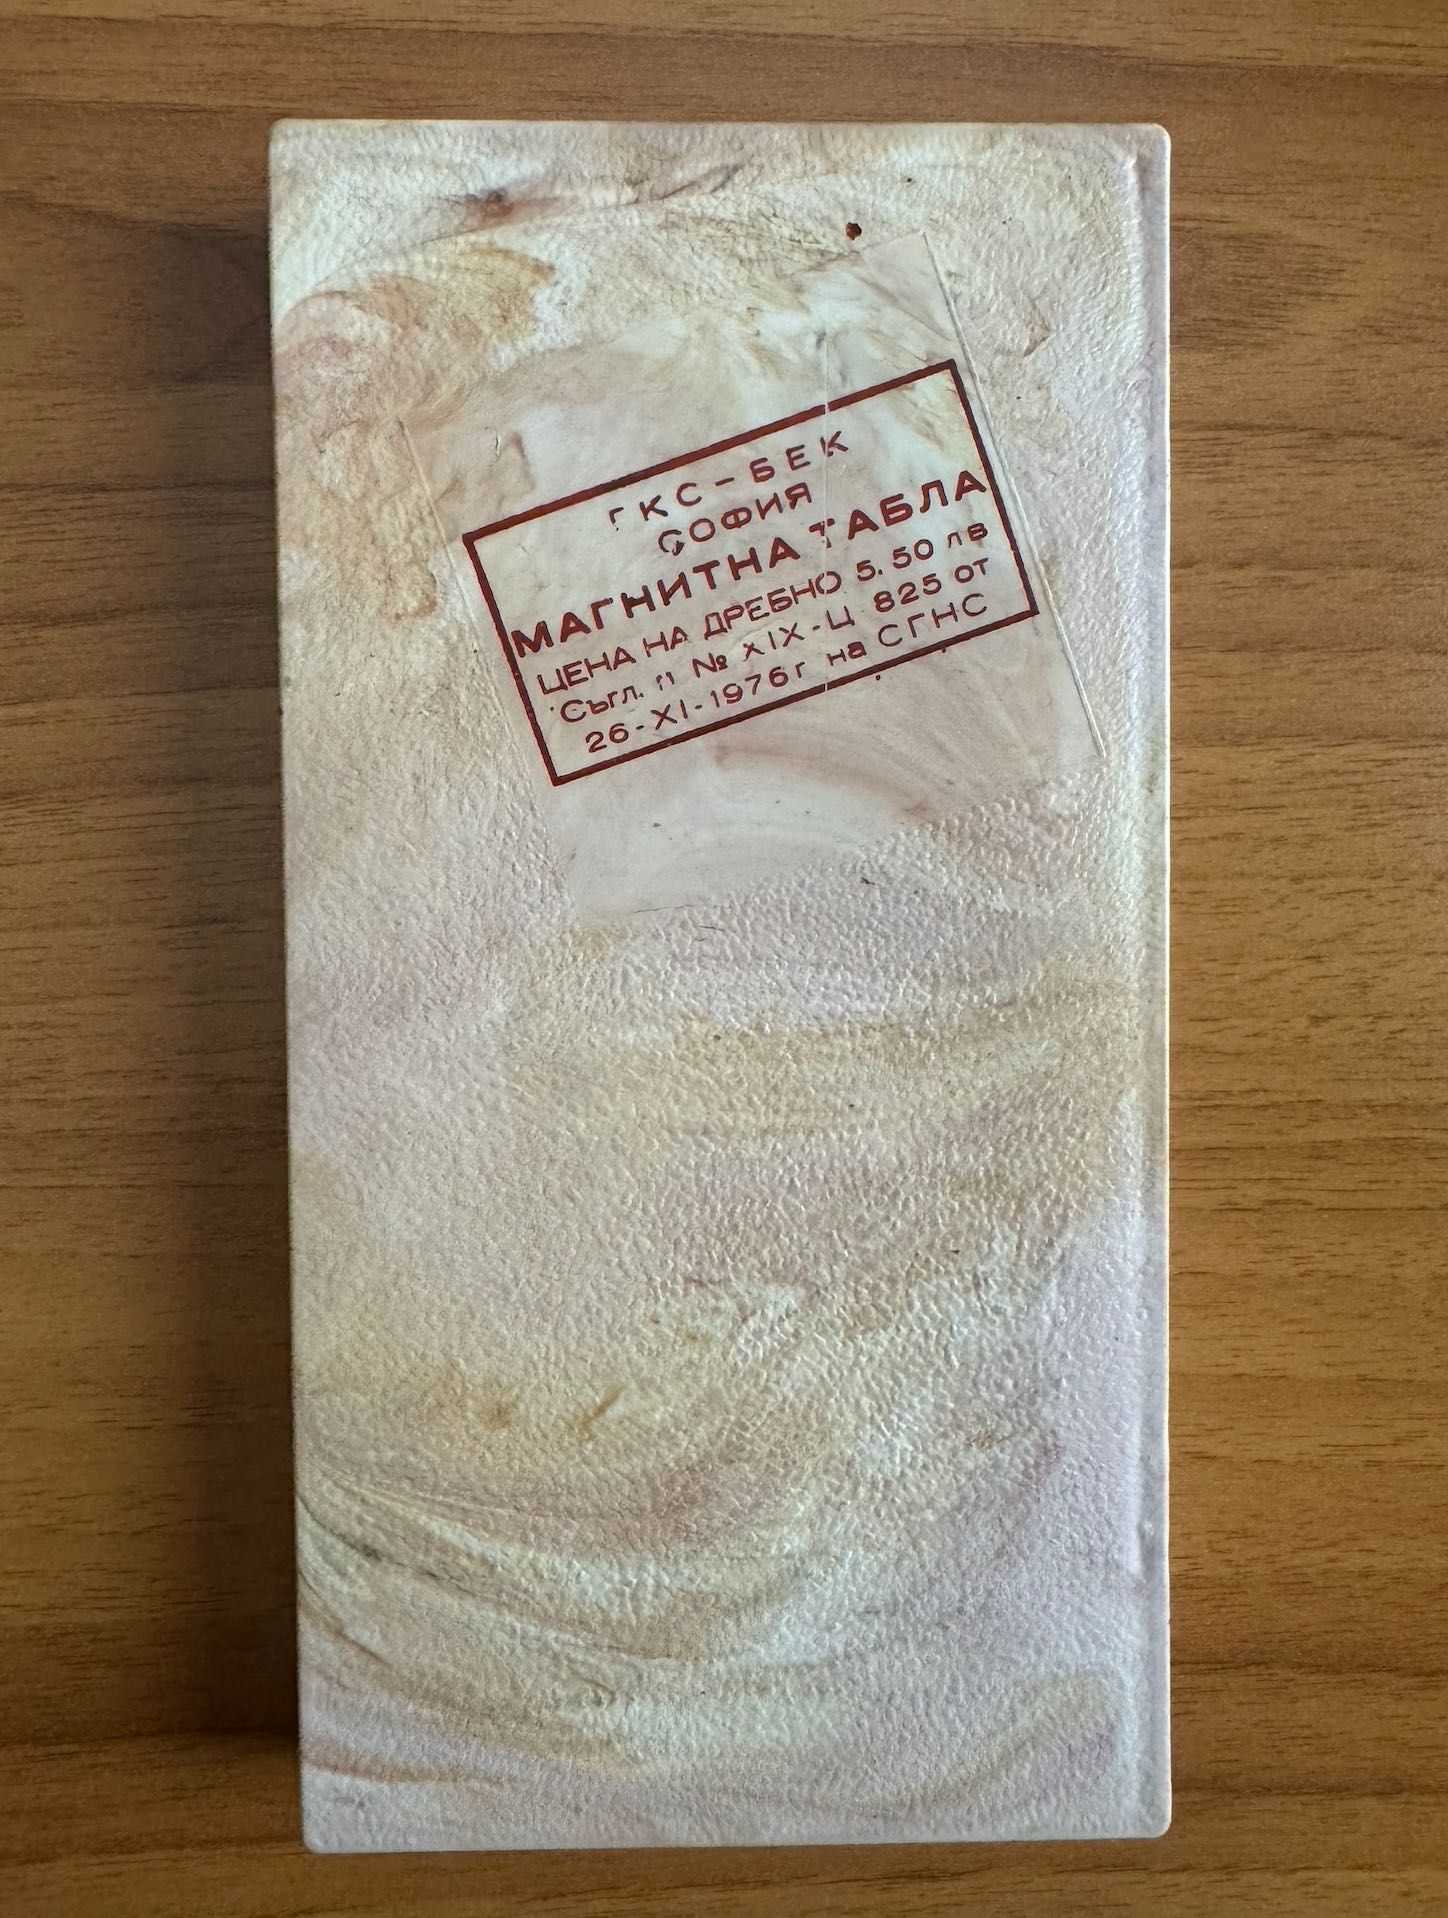 ГКС-БЕК
СОФИЯ
МАГНИТНА ТАБЛА
ЦЕНА НА ДРЕБНО 5.50 лв
Съгл. п № XIX-Ц 825 от
26-XI-1976г на СГНС